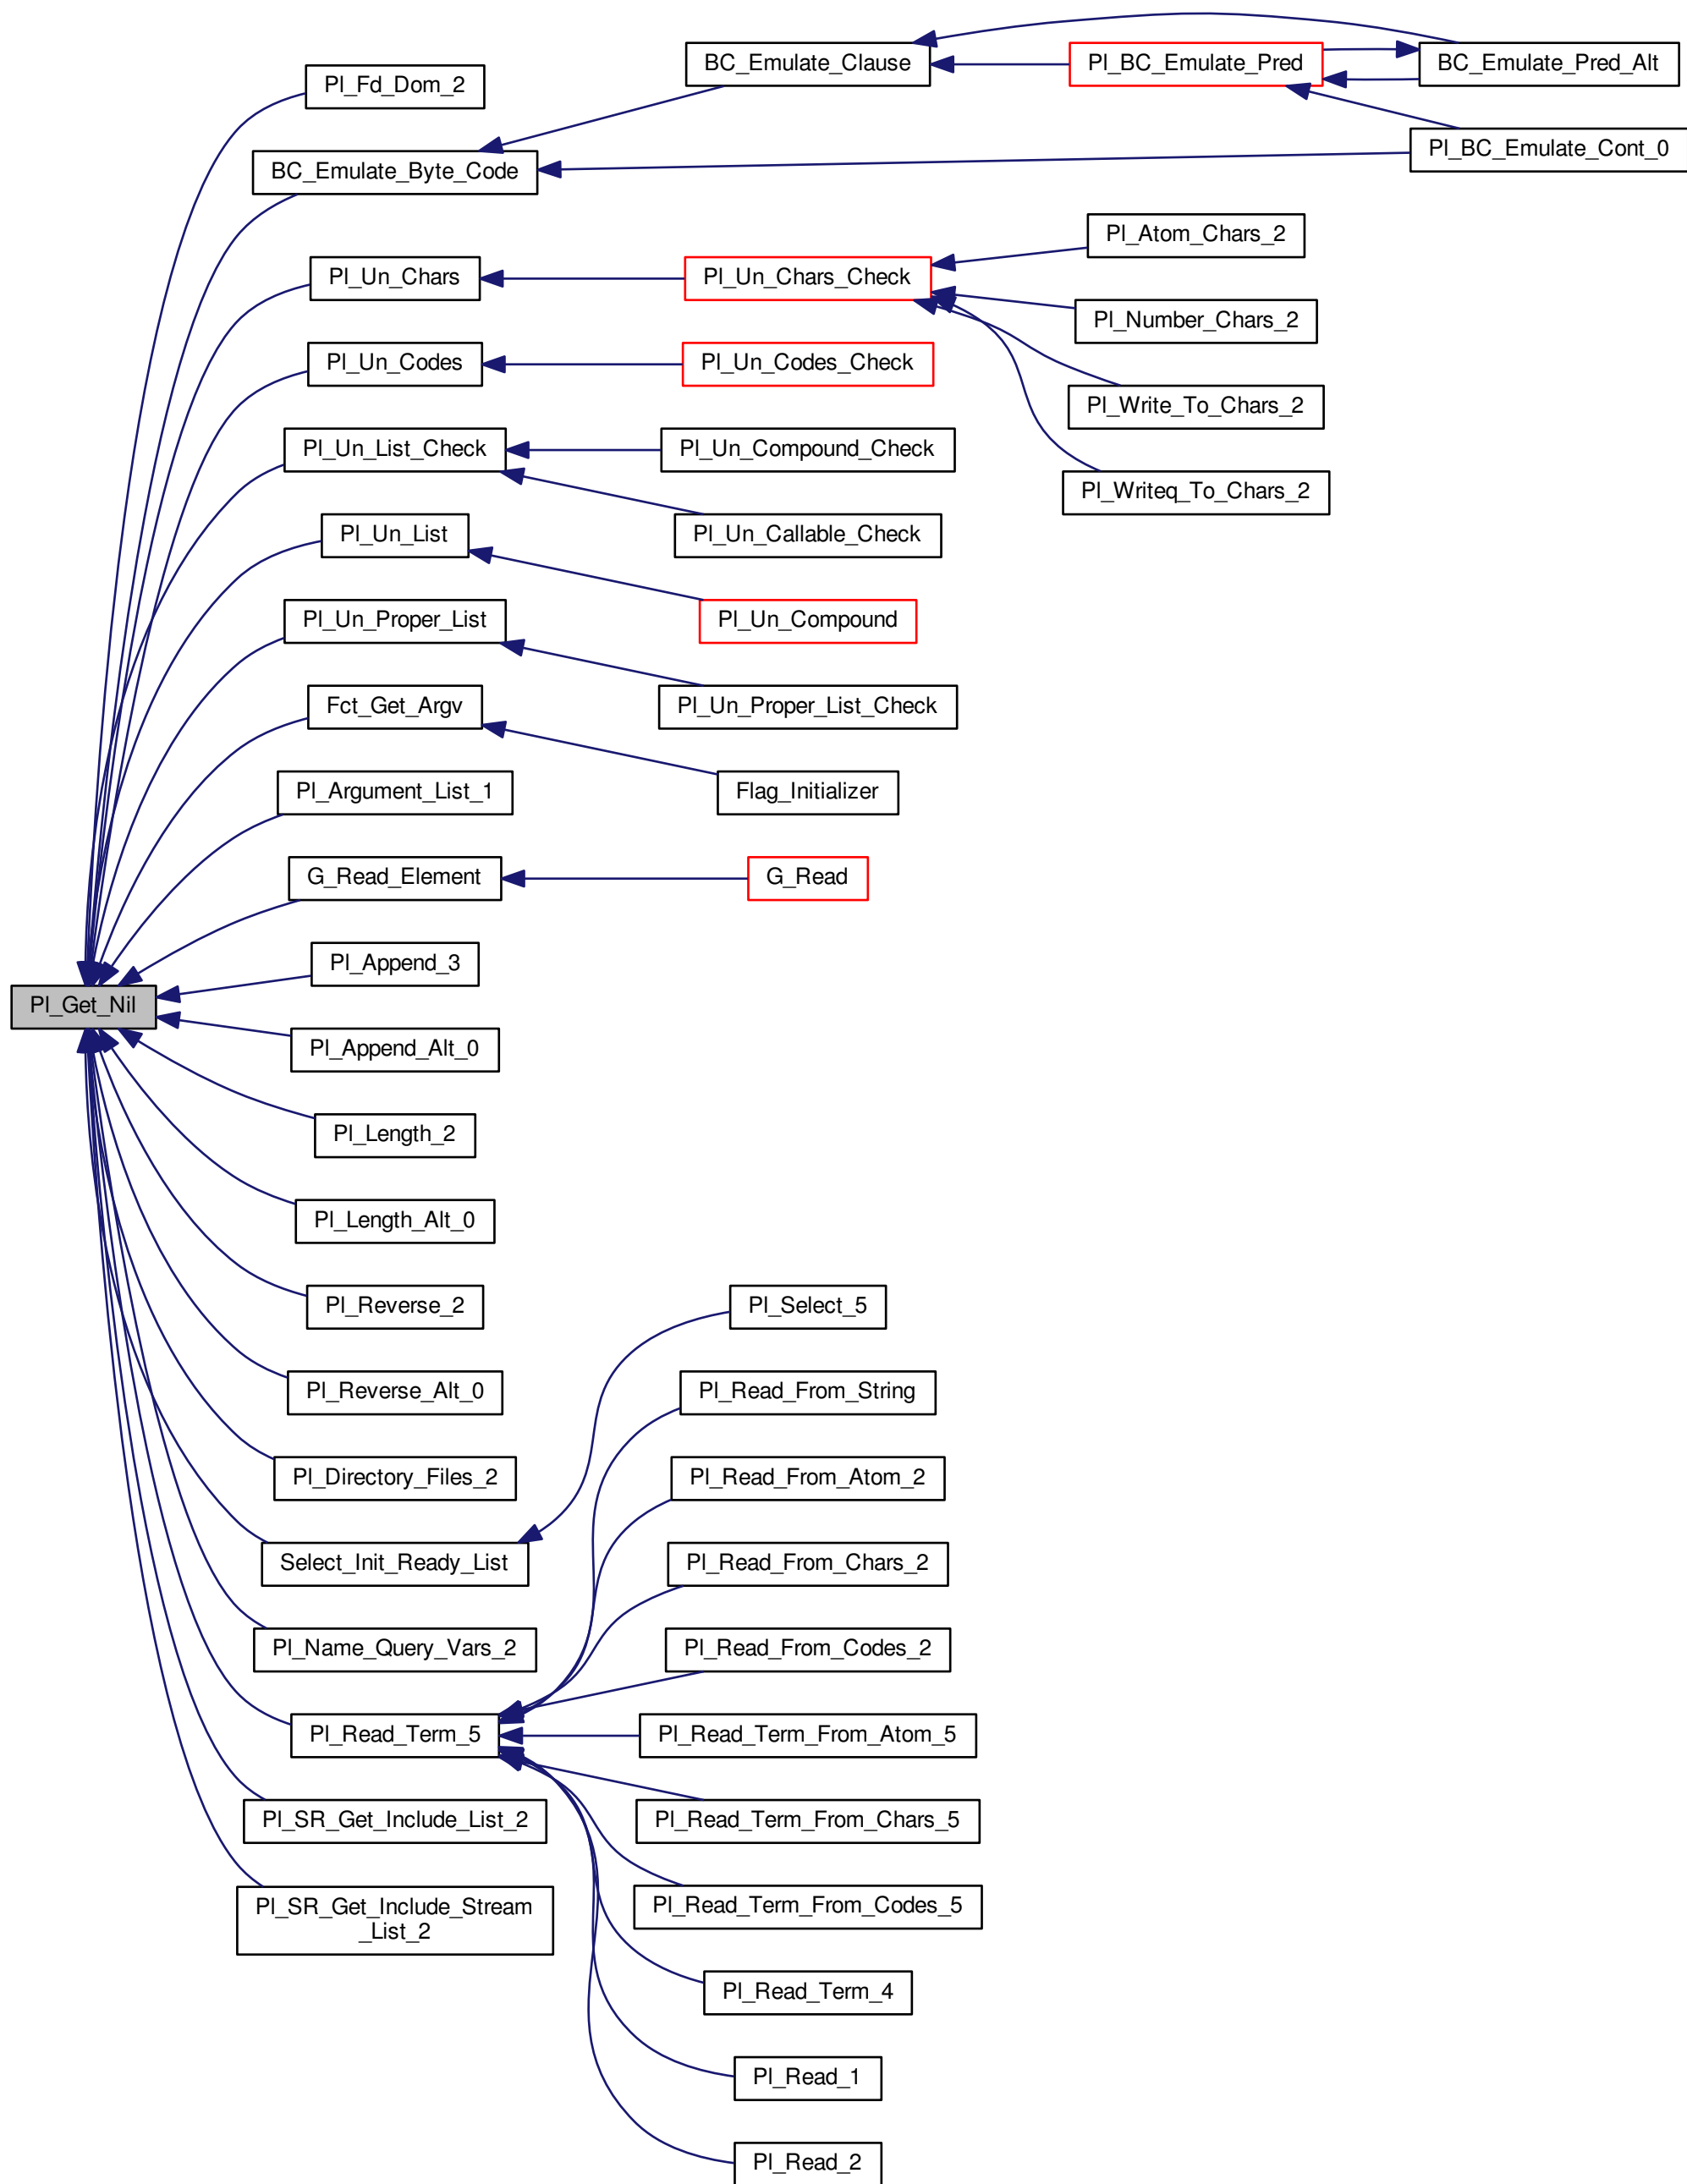 BC_Emulate_Clause
Pl_BC_Emulate_Pred
BC_Emulate_Pred_Alt
Pl_Fd_Dom_2
Pl_BC_Emulate_Cont_0
BC_Emulate_Byte_Code
Pl_Atom_Chars_2
Pl_Un_Chars
Pl_Un_Chars_Check
Pl_Number_Chars_2
Pl_Un_Codes
Pl_Un_Codes_Check
Pl_Write_To_Chars_2
Pl_Un_List_Check
Pl_Un_Compound_Check
Pl_Writeq_To_Chars_2
Pl_Un_List
Pl_Un_Callable_Check
Pl_Un_Proper_List
Pl_Un_Compound
Fct_Get_Argv
Pl_Un_Proper_List_Check
Pl_Argument_List_1
Flag_Initializer
G_Read_Element
G_Read
Pl_Append_3
Pl_Get_Nil
Pl_Append_Alt_0
Pl_Length_2
Pl_Length_Alt_0
Pl_Reverse_2
Pl_Select_5
Pl_Reverse_Alt_0
Pl_Read_From_String
Pl_Directory_Files_2
Pl_Read_From_Atom_2
Select_Init_Ready_List
Pl_Read_From_Chars_2
Pl_Name_Query_Vars_2
Pl_Read_From_Codes_2
Pl_Read_Term_5
Pl_Read_Term_From_Atom_5
Pl_SR_Get_Include_List_2
Pl_Read_Term_From_Chars_5
Pl_SR_Get_Include_Stream
_List_2
Pl_Read_Term_From_Codes_5
Pl_Read_Term_4
Pl_Read_1
Pl_Read_2